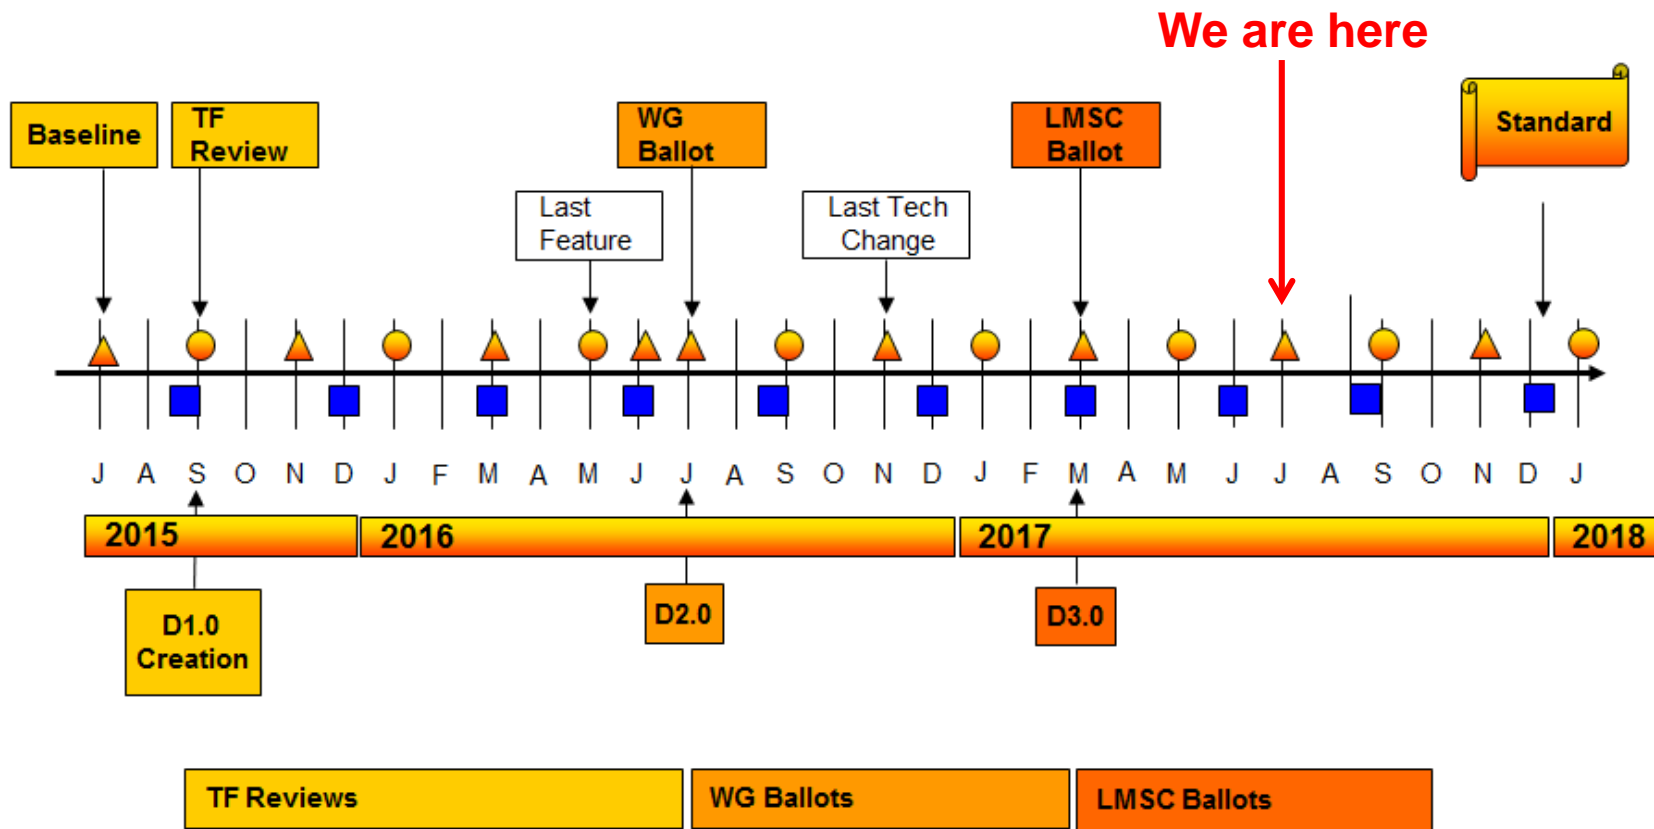 We are here
Baseline
TF
Review
WG
Ballot
LMSC
Ballot
Standard
Last
Feature
Last Tech
Change
J A S O N D J F M A M J J A S O N D J F M A M J J A S O N D J
2015
2016
2017
2018
D1.0
Creation
D2.0
D3.0
TF Reviews
WG Ballots
LMSC Ballots